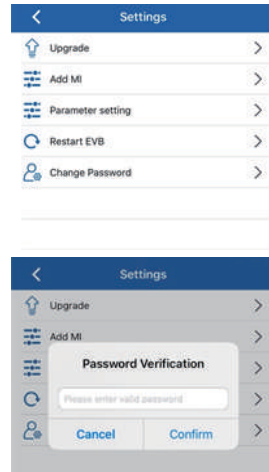 Settings
Upgrade
Add MI
Parameter setting
Restart EVB
Change Password
Settings
Upgrade
Add MI
Password Verification
Please enter valid password
Cancel
Confirm